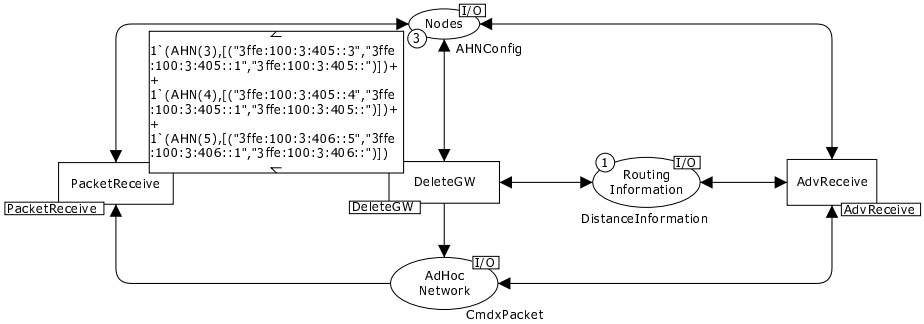 I/O
Nodes
3
AHNConfig
1`(AHN(3),[("3ffe:100:3:405::3","3ffe
:100:3:405::1","3ffe:100:3:405::")])+
+
1`(AHN(4),[("3ffe:100:3:405::4","3ffe
:100:3:405::1","3ffe:100:3:405::")])+
+
1`(AHN(5),[("3ffe:100:3:406::5","3ffe
:100:3:406::1","3ffe:100:3:406::")])
PacketReceive
PacketReceive
DeleteGW
DeleteGW
1
I/O
Routing
Information
DistanceInformation
AdvReceive
AdvReceive
I/O
AdHoc
Network
CmdxPacket